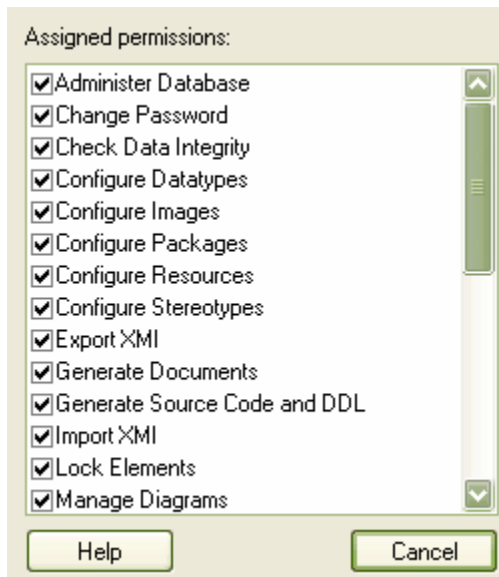 Assigned permissions:
Administer Database
Change Password
Check Data Integrity
Configure Datatypes
Configure Images
Configure Packages
Configure Resources
Configure Stereotypes
Export XMI
Generate Documents
Generate Source Code and DDL
Import XMI
Lock Elements
Manage Diagrams
Help
Cancel